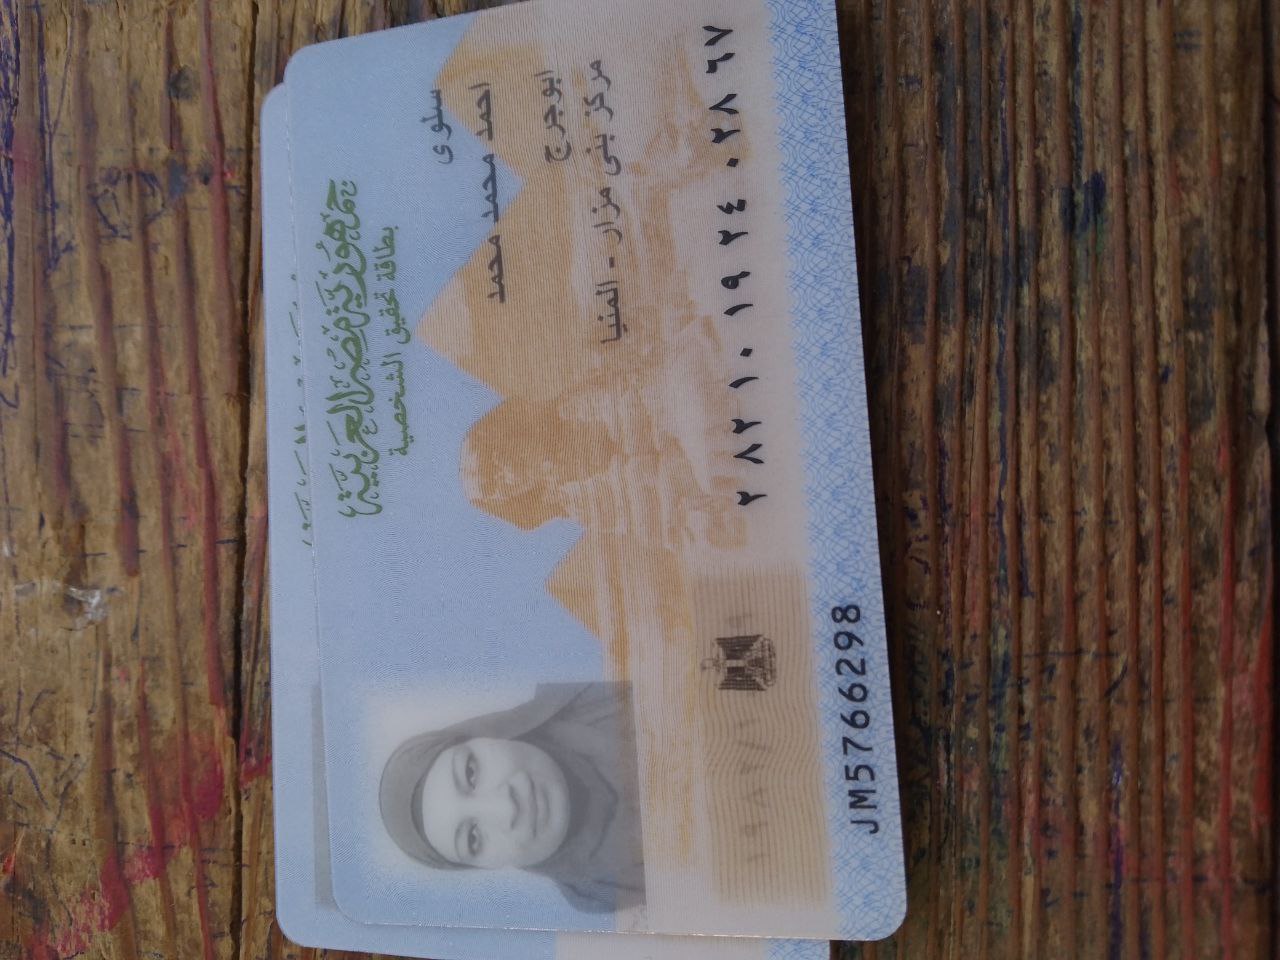 جمهورية مصر العربية
بطاقة تحقيق الشخصية
سلوى
احمد محمد محمد
ابوجرج
مركز بنى مزار - المنيا
٢٨٢١٠١٩٢٤٠٢٨٦٧
JM5766298